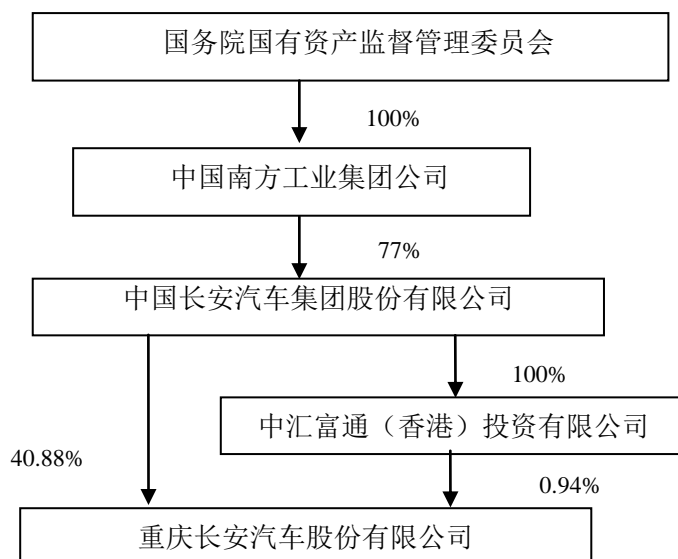 国务院国有资产监督管理委员会
100%
中国南方工业集团公司
77%
中国长安汽车集团股份有限公司
100%
中汇富通（香港）投资有限公司
40.88%
0.94%
重庆长安汽车股份有限公司